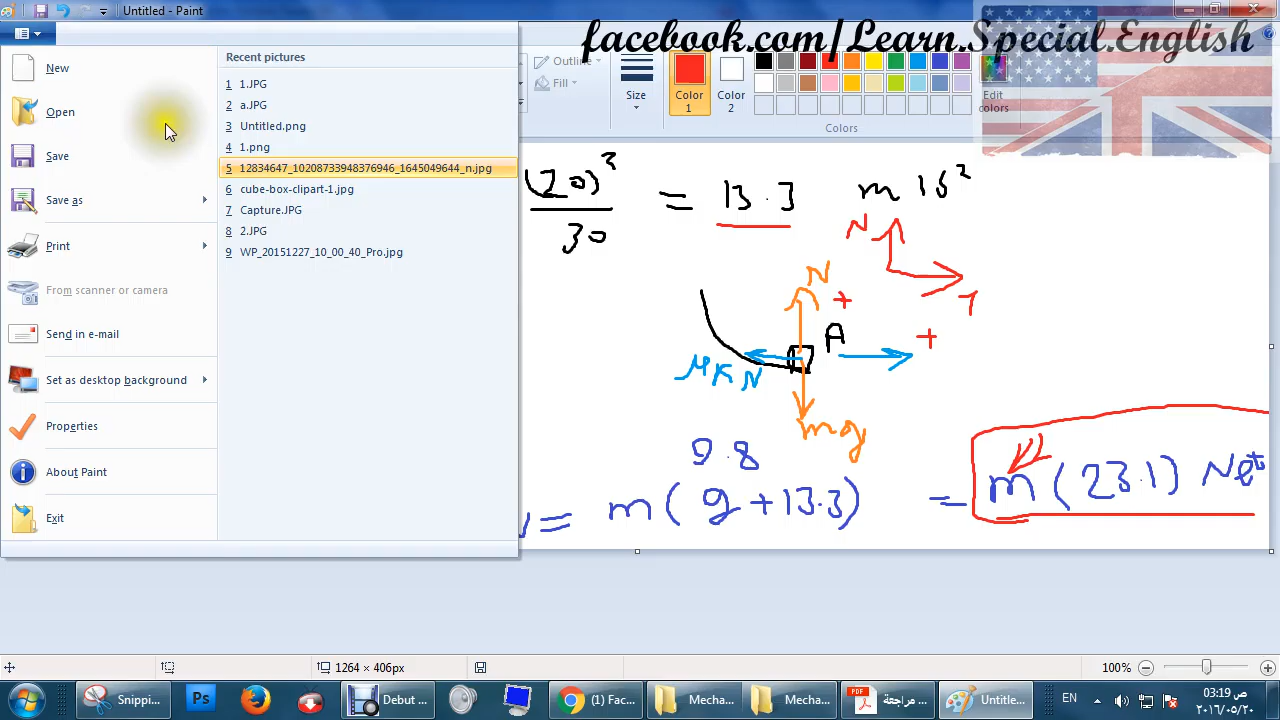 Untitled - Paint
facebook.com/Learn.Special.English
Recent pictures
New
Open
Save
Save as
Print
From scanner or camera
Send in e-mail
Set as desktop background
Properties
About Paint
Exit
1 1.JPG
2 a.JPG
3 Untitled.png
4 1.png
5 12834647_10208733948376946_1645049644_n.jpg
6 cube-box-clipart-1.jpg
7 Capture.JPG
8 2.JPG
9 WP_20151227_10_00_40_Pro.jpg
Outline
Fill
Size
Color 1
Color 2
Edit colors
Colors
(20)²
30
= 13.3 m/s²
N
T
N
+
A
+
μK N
mg
9.8
= m(g+13.3) = m(23.1) Net
1264 × 406px
100%
Snippi...
Ps
Debut ...
(1) Fac...
Mecha...
Mecha...
PDF
مراجعة ...
Untitle...
EN
03:19 ص
٢٠١٦/٠٥/٢٠